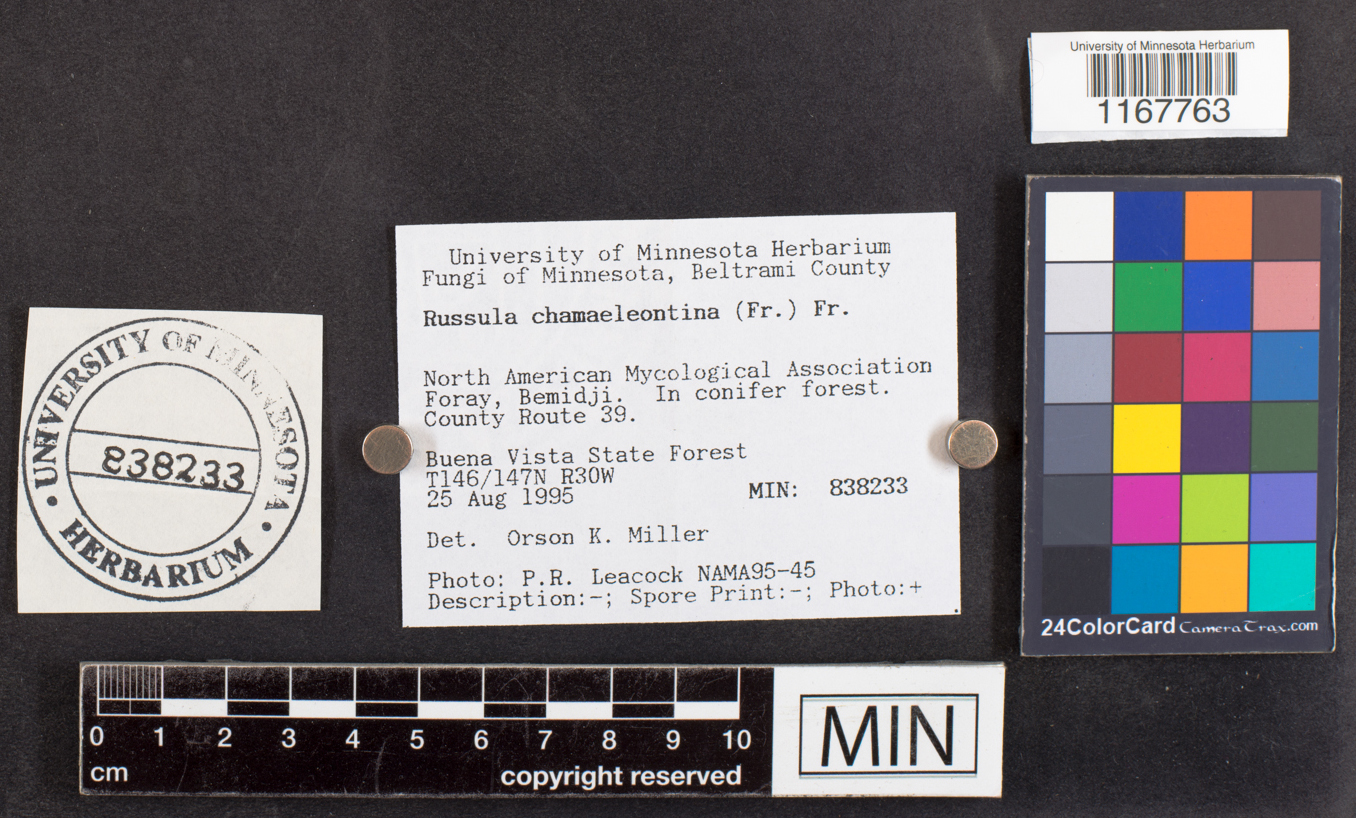 University of Minnesota Herbarium
1167763
University of Minnesota Herbarium
Fungi of Minnesota, Beltrami County
Russula chamaeleontina (Fr.) Fr.
North American Mycological Association
Foray, Bemidji. In conifer forest.
County Route 39.
Buena Vista State Forest
T146/147N R30W
25 Aug 1995 MIN: 838233
Det. Orson K. Miller
Photo: P.R. Leacock NAMA95-45
Description:-; Spore Print:-; Photo:+
UNIVERSITY OF MINNESOTA
838233
HERBARIUM
24ColorCard CameraTrax.com
0 1 2 3 4 5 6 7 8 9 10
cm copyright reserved
MIN